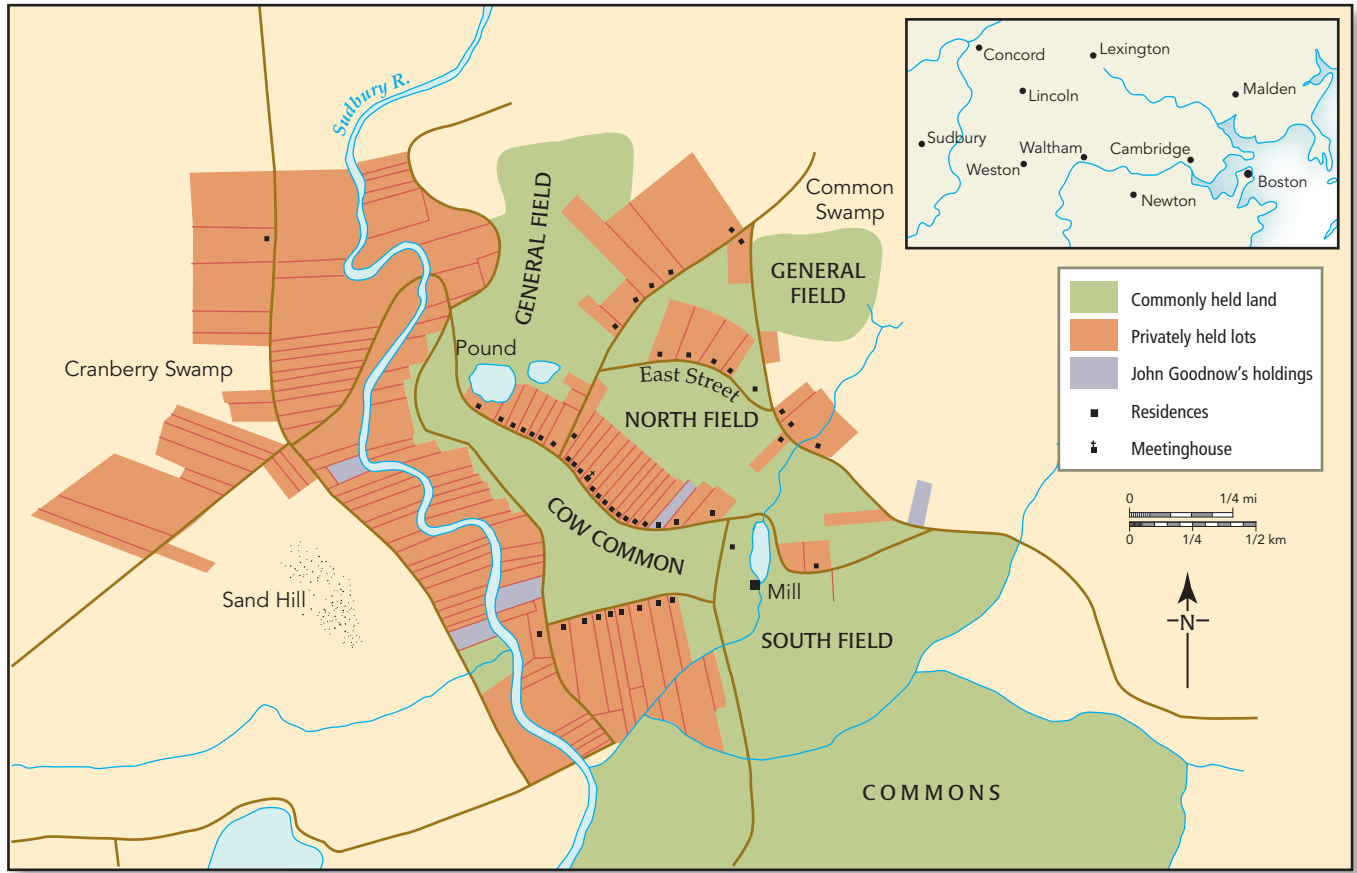 Sudbury R.
GENERAL FIELD
Common
Swamp
GENERAL
FIELD
Pound
Cranberry Swamp
East Street
NORTH FIELD
COW COMMON
Sand Hill
Mill
SOUTH FIELD
COMMONS
Concord
Lexington
Lincoln
Malden
Sudbury
Waltham
Cambridge
Weston
Boston
Newton
Commonly held land
Privately held lots
John Goodnow's holdings
Residences
Meetinghouse
0 1/4 mi
0 1/4 1/2 km
N